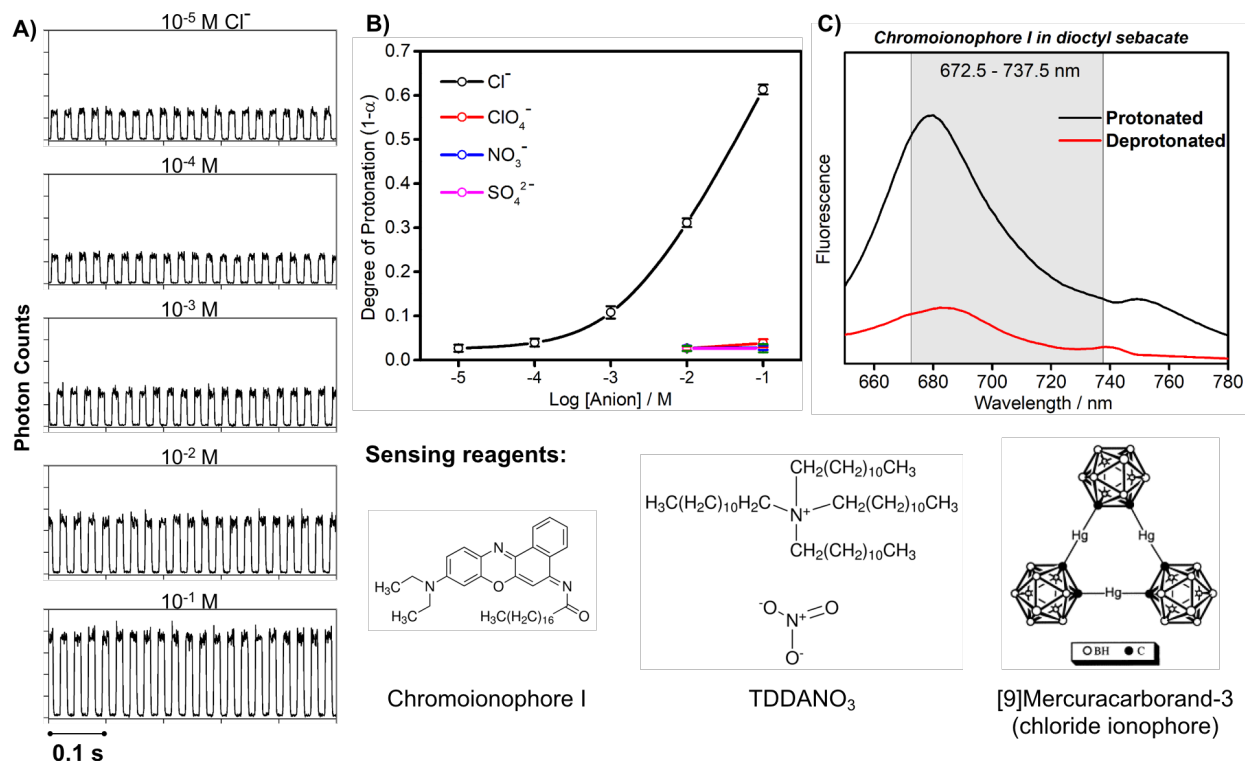 A)
10⁻⁵ M Cl⁻
10⁻⁴ M
10⁻³ M
10⁻² M
10⁻¹ M
Photon Counts
0.1 s
B)
0.7
0.6
0.5
0.4
0.3
0.2
0.1
0.0
Degree of Protonation (1-α)
Cl⁻
ClO₄⁻
NO₃⁻
SO₄²⁻
-5 -4 -3 -2 -1
Log [Anion] / M
C)
Chromoionophore I in dioctyl sebacate
672.5 - 737.5 nm
Protonated
Deprotonated
Fluorescence
660 680 700 720 740 760 780
Wavelength / nm
Sensing reagents:
H₃C
N
N
O
N
H₃C
H₃C(H₂C)₁₆
O
Chromoionophore I
CH2(CH2)10CH3
H3C(H2C)10H2C
N⁺
CH2(CH2)10CH3
CH2(CH2)10CH3
⁻O
N⁺
O
O⁻
TDDANO₃
Hg
Hg
Hg
BH C
[9]Mercuracarborand-3
(chloride ionophore)